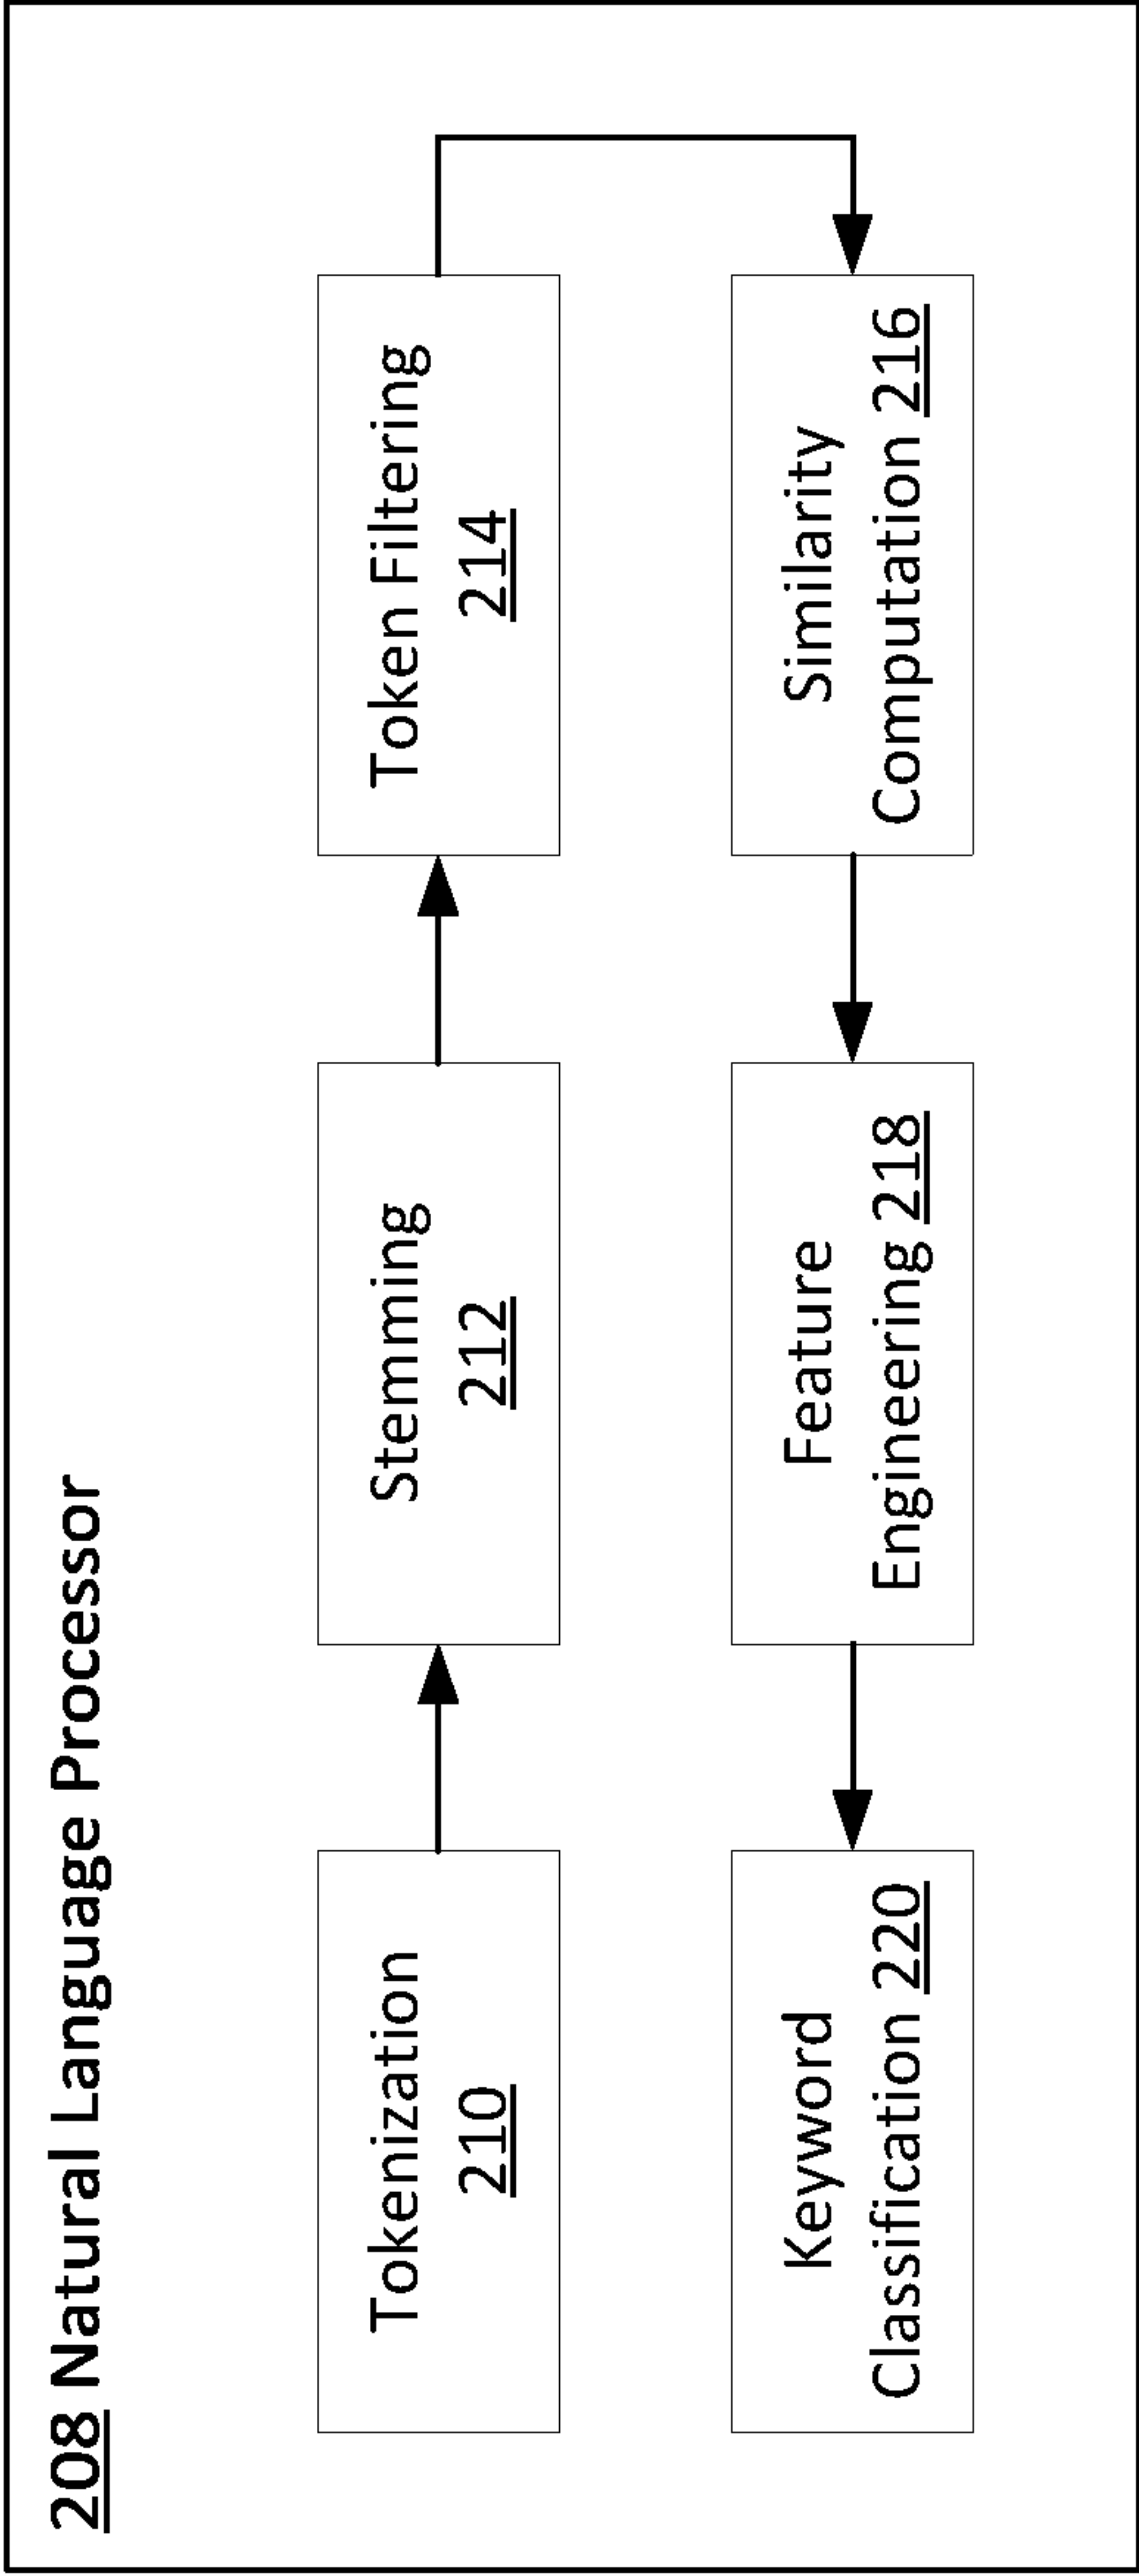 208 Natural Language Processor
Tokenization
210
Stemming
212
Token Filtering
214
Similarity
Computation 216
Feature
Engineering 218
Keyword
Classification 220